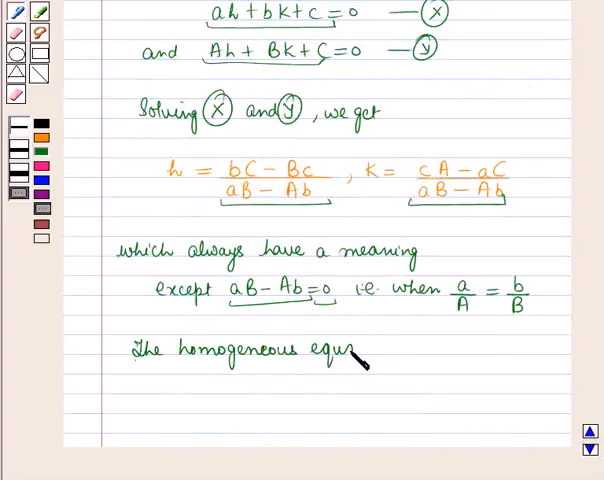 ah + bk + c = 0 — (X)
and Ah + BK + C = 0 — (y)
Solving (X) and (y), we get
h = bC - Bc / aB - Ab , K = cA - aC / aB - Ab
which always have a meaning
except aB - Ab = 0 i.e. when a/A = b/B
The homogeneous equa